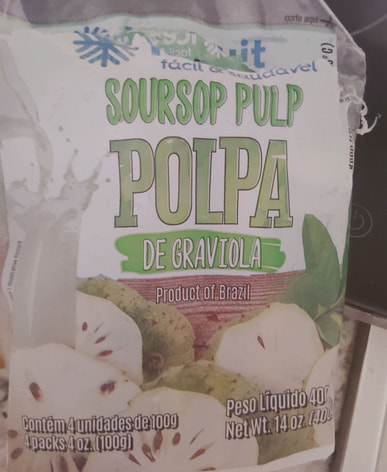 corte aqui
fácil & saudável
SOURSOP PULP
POLPA
DE GRAVIOLA
Product of Brazil
Contém 4 unidades de 100g
4 packs 4 oz. (100g)
Peso Líquido 400
Net Wt. 14 oz.